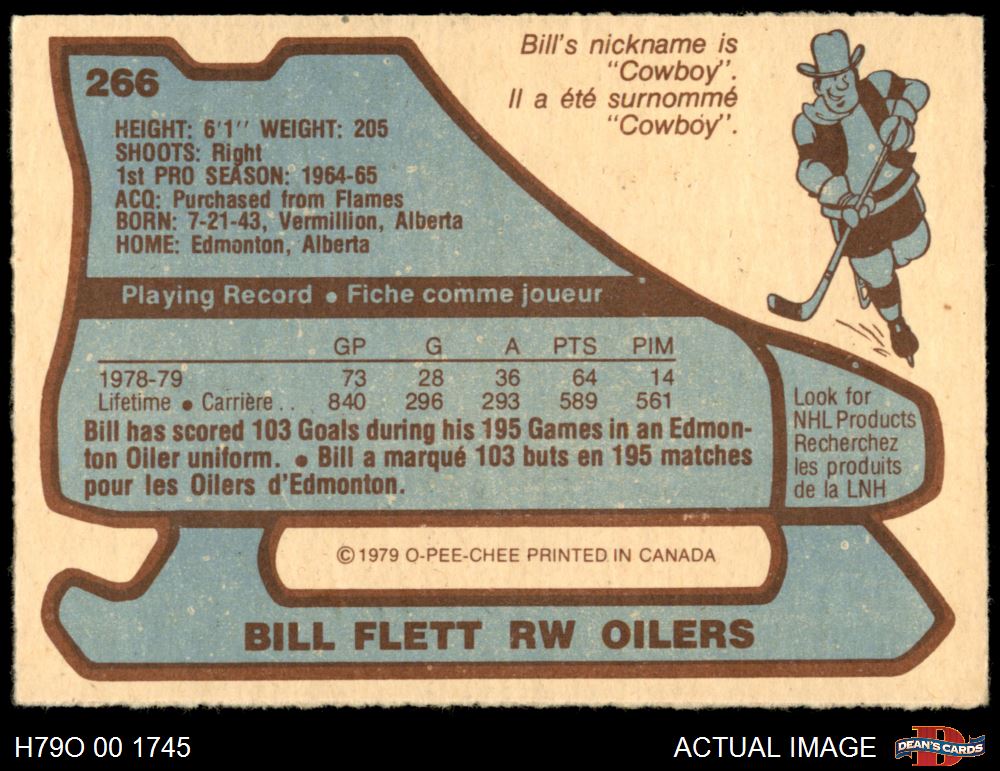 266
Bill's nickname is
"Cowboy".
Il a été surnommé
"Cowboy".
HEIGHT: 6'1'' WEIGHT: 205
SHOOTS: Right
1st PRO SEASON: 1964-65
ACQ: Purchased from Flames
BORN: 7-21-43, Vermillion, Alberta
HOME: Edmonton, Alberta
Playing Record • Fiche comme joueur
GP G A PTS PIM
1978-79 73 28 36 64 14
Lifetime • Carrière . . 840 296 293 589 561
Bill has scored 103 Goals during his 195 Games in an Edmon-
ton Oiler uniform. • Bill a marqué 103 buts en 195 matches
pour les Oilers d'Edmonton.
Look for
NHL Products
Recherchez
les produits
de la LNH
© 1979 O-PEE-CHEE PRINTED IN CANADA
BILL FLETT RW OILERS
H79O 00 1745
ACTUAL IMAGE
D
DEAN'S CARDS